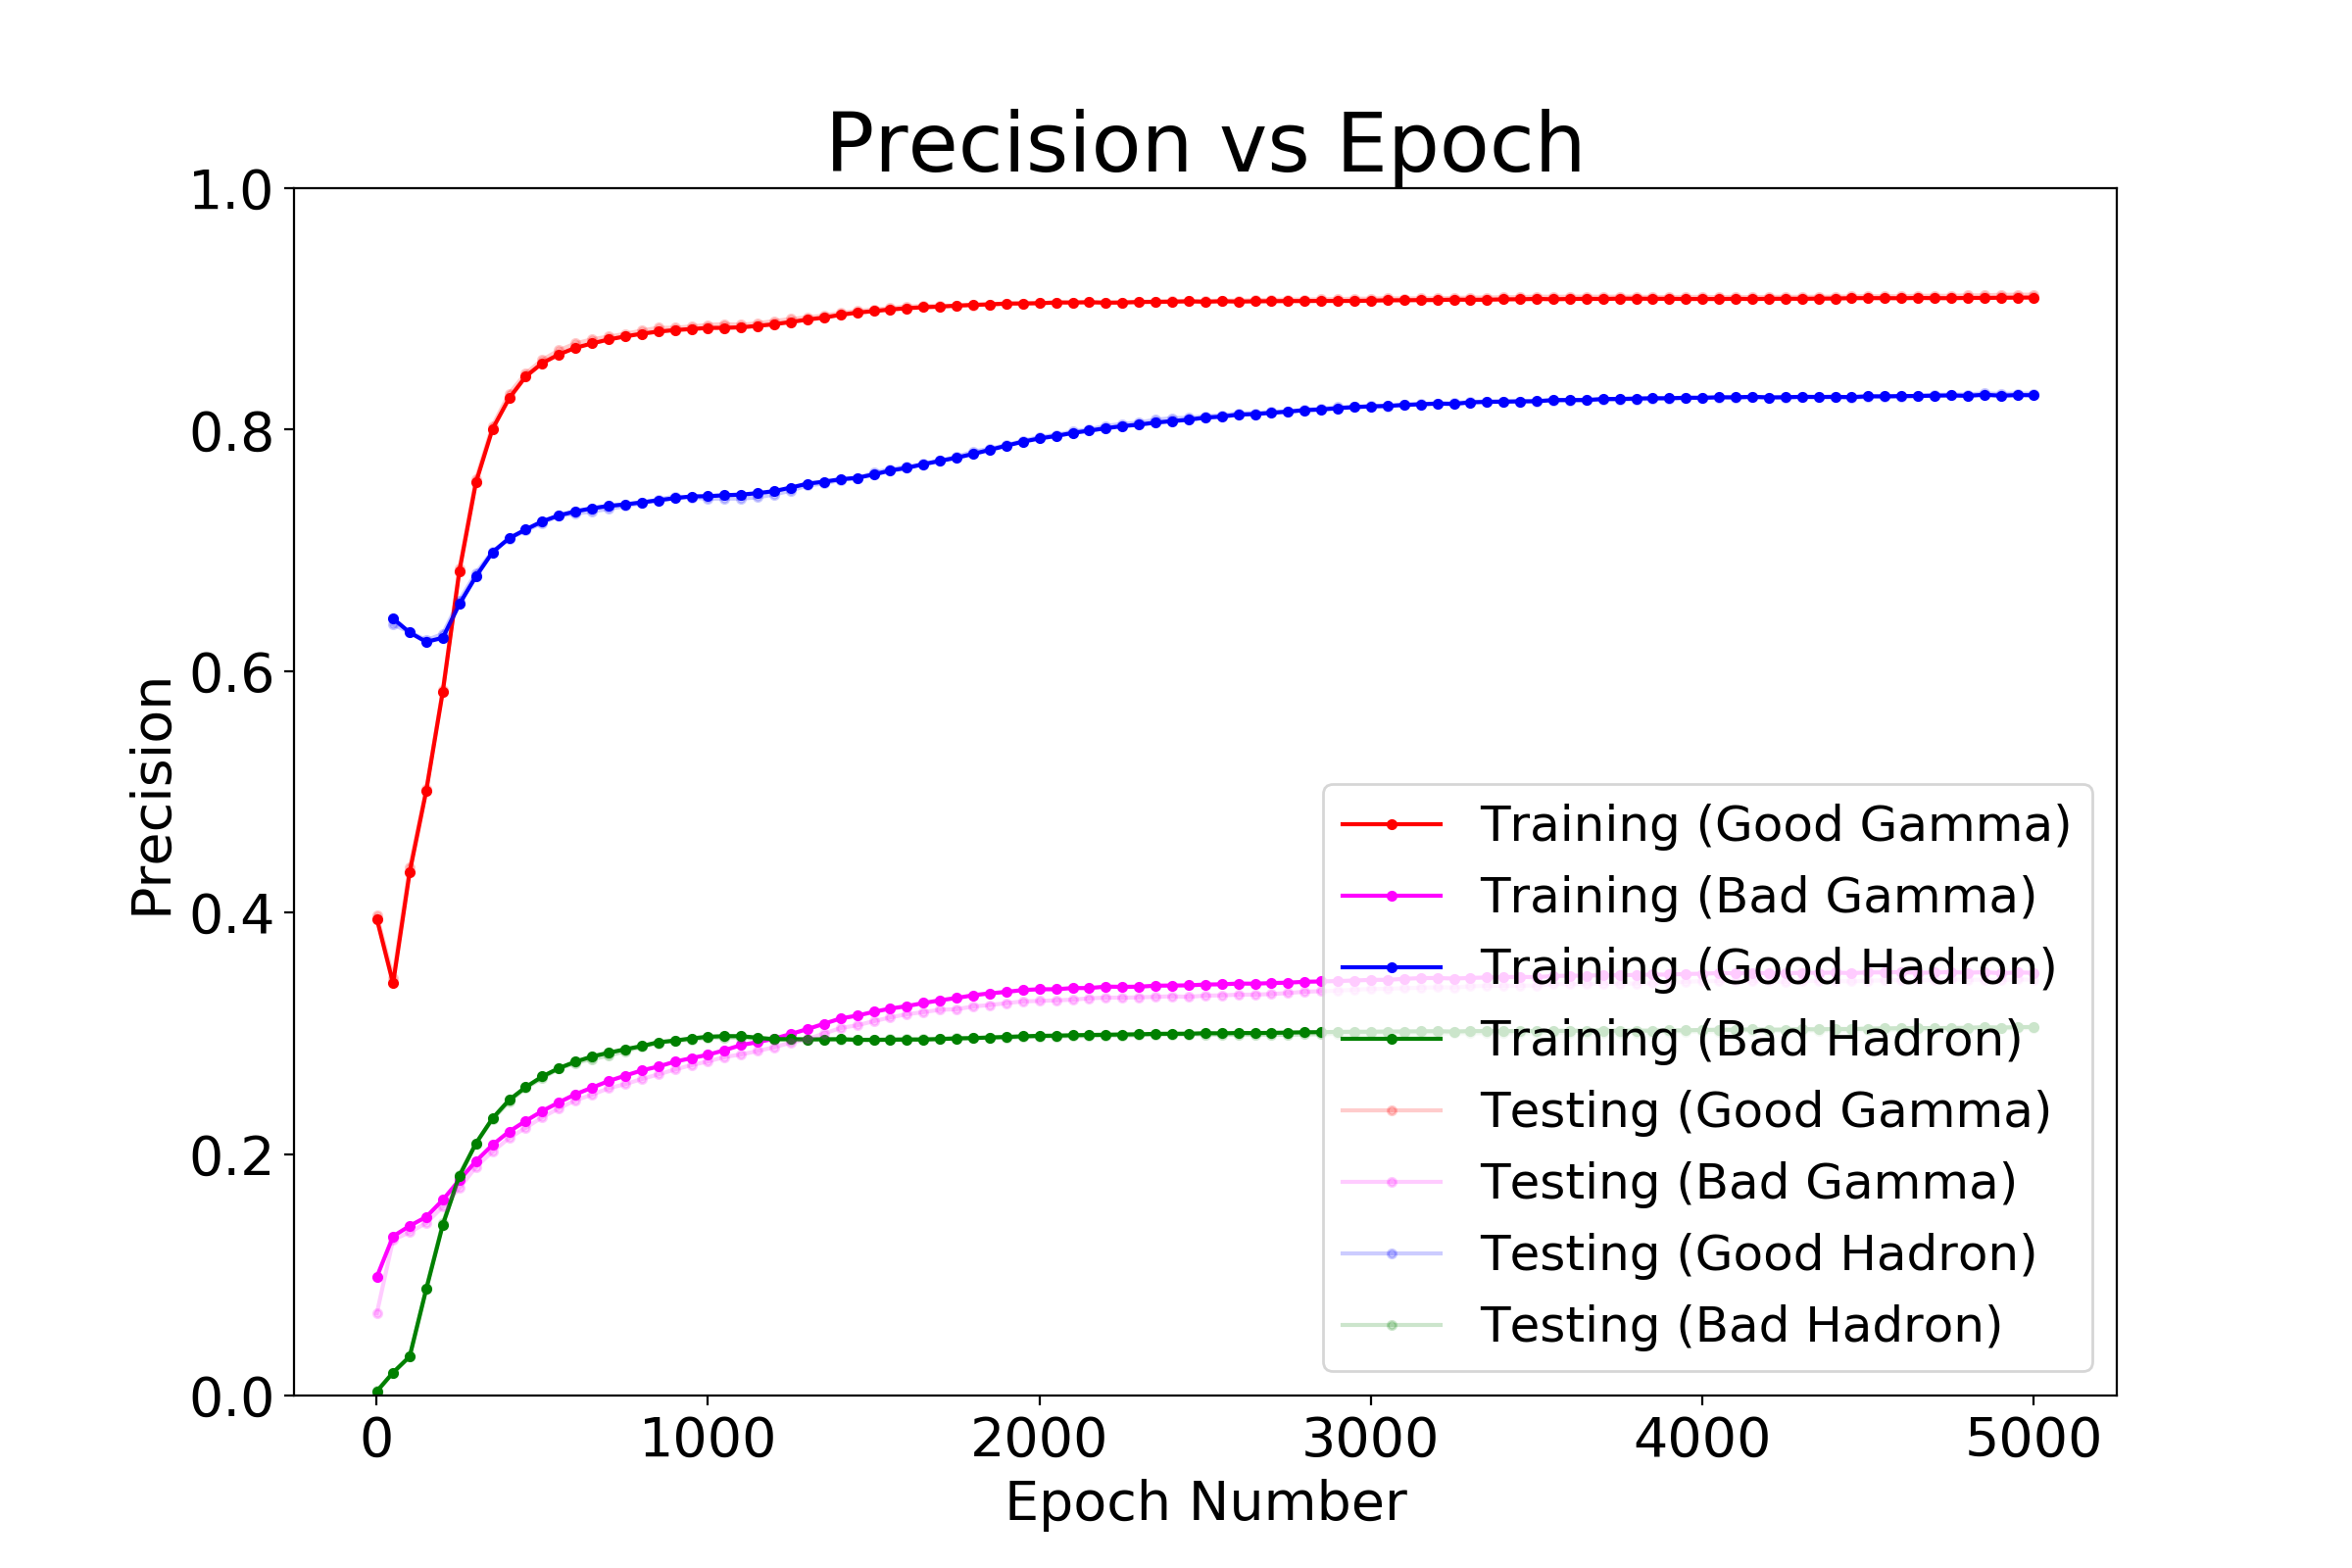 Precision vs Epoch
1.0
0.8
0.6
0.4
0.2
0.0
Precision
Training (Good Gamma)
Training (Bad Gamma)
Training (Good Hadron)
Training (Bad Hadron)
Testing (Good Gamma)
Testing (Bad Gamma)
Testing (Good Hadron)
Testing (Bad Hadron)
0 1000 2000 3000 4000 5000
Epoch Number